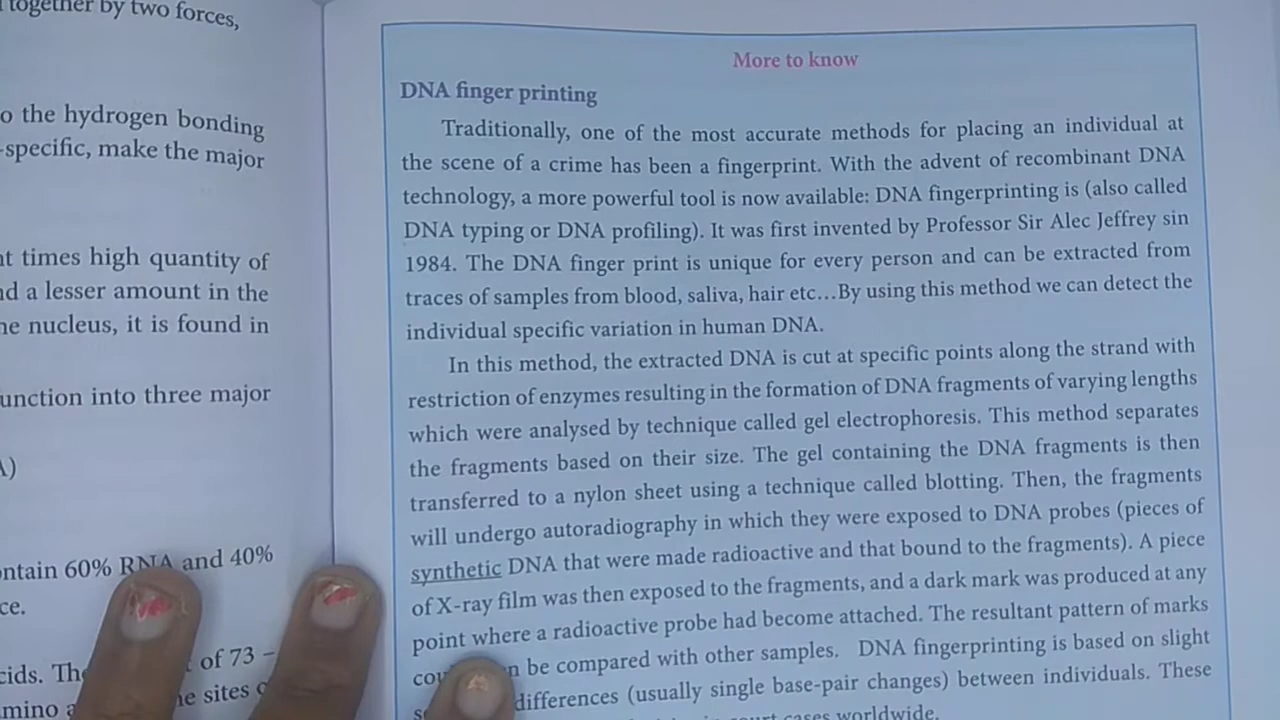 together by two forces,
o the hydrogen bonding
-specific, make the major
times high quantity of
a lesser amount in the
nucleus, it is found in
unction into three major
A)
ontain 60% RNA and 40%
ce.
of 73 –
sites
More to know
DNA finger printing
Traditionally, one of the most accurate methods for placing an individual at
the scene of a crime has been a fingerprint. With the advent of recombinant DNA
technology, a more powerful tool is now available: DNA fingerprinting is (also called
DNA typing or DNA profiling). It was first invented by Professor Sir Alec Jeffrey sin
1984. The DNA finger print is unique for every person and can be extracted from
traces of samples from blood, saliva, hair etc...By using this method we can detect the
individual specific variation in human DNA.
In this method, the extracted DNA is cut at specific points along the strand with
restriction of enzymes resulting in the formation of DNA fragments of varying lengths
which were analysed by technique called gel electrophoresis. This method separates
the fragments based on their size. The gel containing the DNA fragments is then
transferred to a nylon sheet using a technique called blotting. Then, the fragments
will undergo autoradiography in which they were exposed to DNA probes (pieces of
synthetic DNA that were made radioactive and that bound to the fragments). A piece
of X-ray film was then exposed to the fragments, and a dark mark was produced at any
point where a radioactive probe had become attached. The resultant pattern of marks
be compared with other samples. DNA fingerprinting is based on slight
differences (usually single base-pair changes) between individuals. These
court cases worldwide.